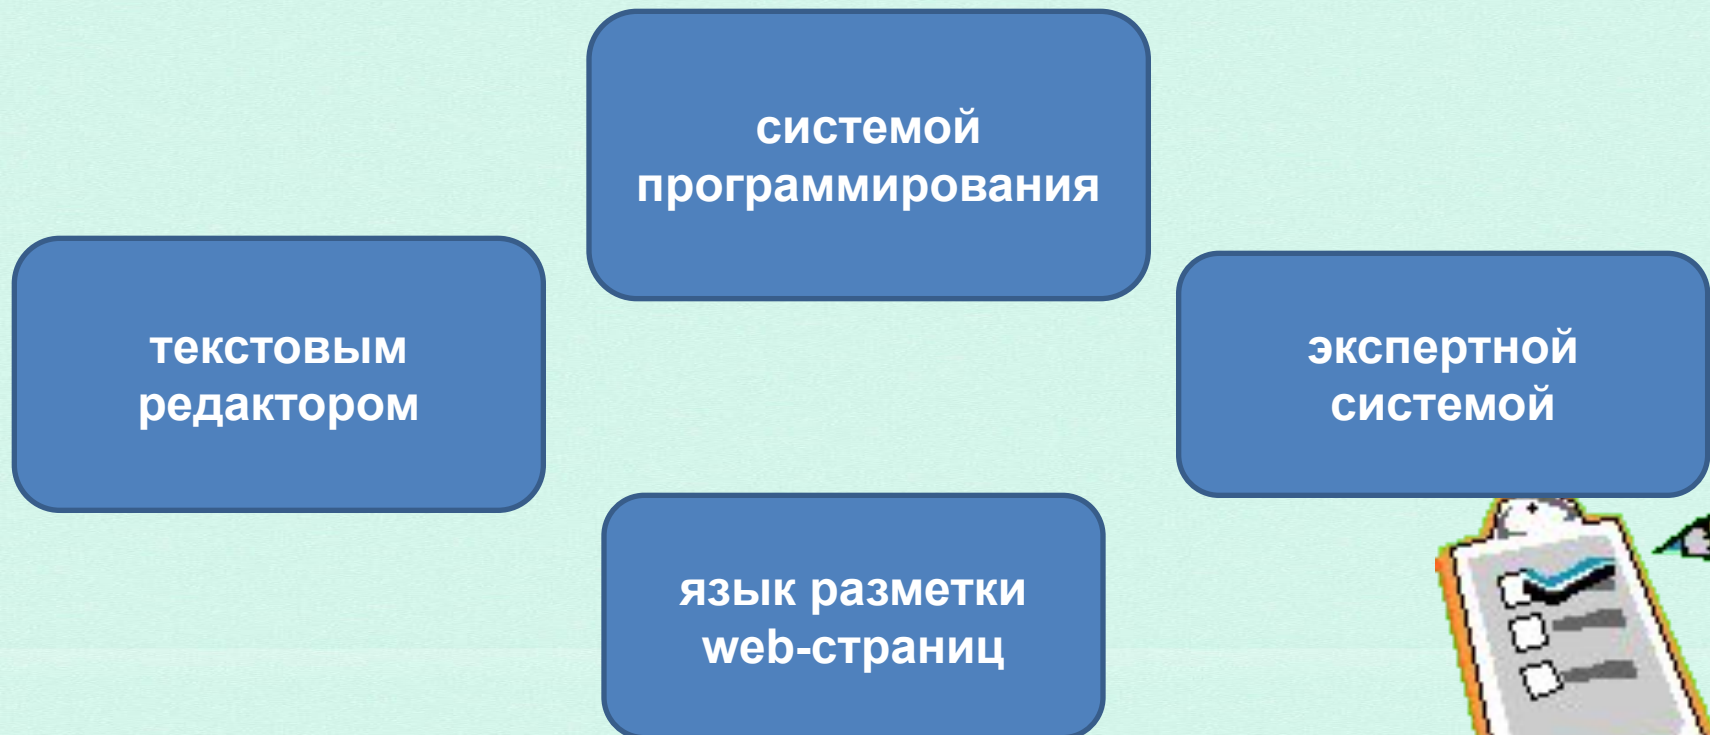 системой
программирования
текстовым
редактором
экспертной
системой
язык разметки
web-страниц